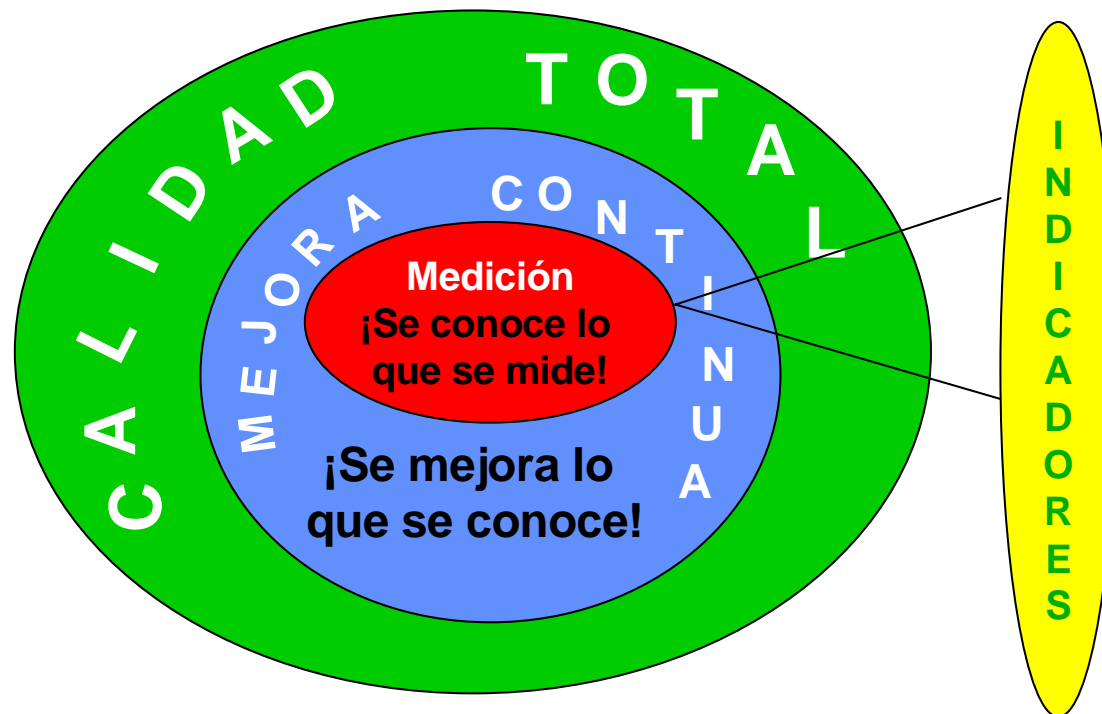 CALIDAD TOTAL
MEJORA CONTINUA
Medición
¡Se conoce lo
que se mide!
¡Se mejora lo
que se conoce!
INDICADORES